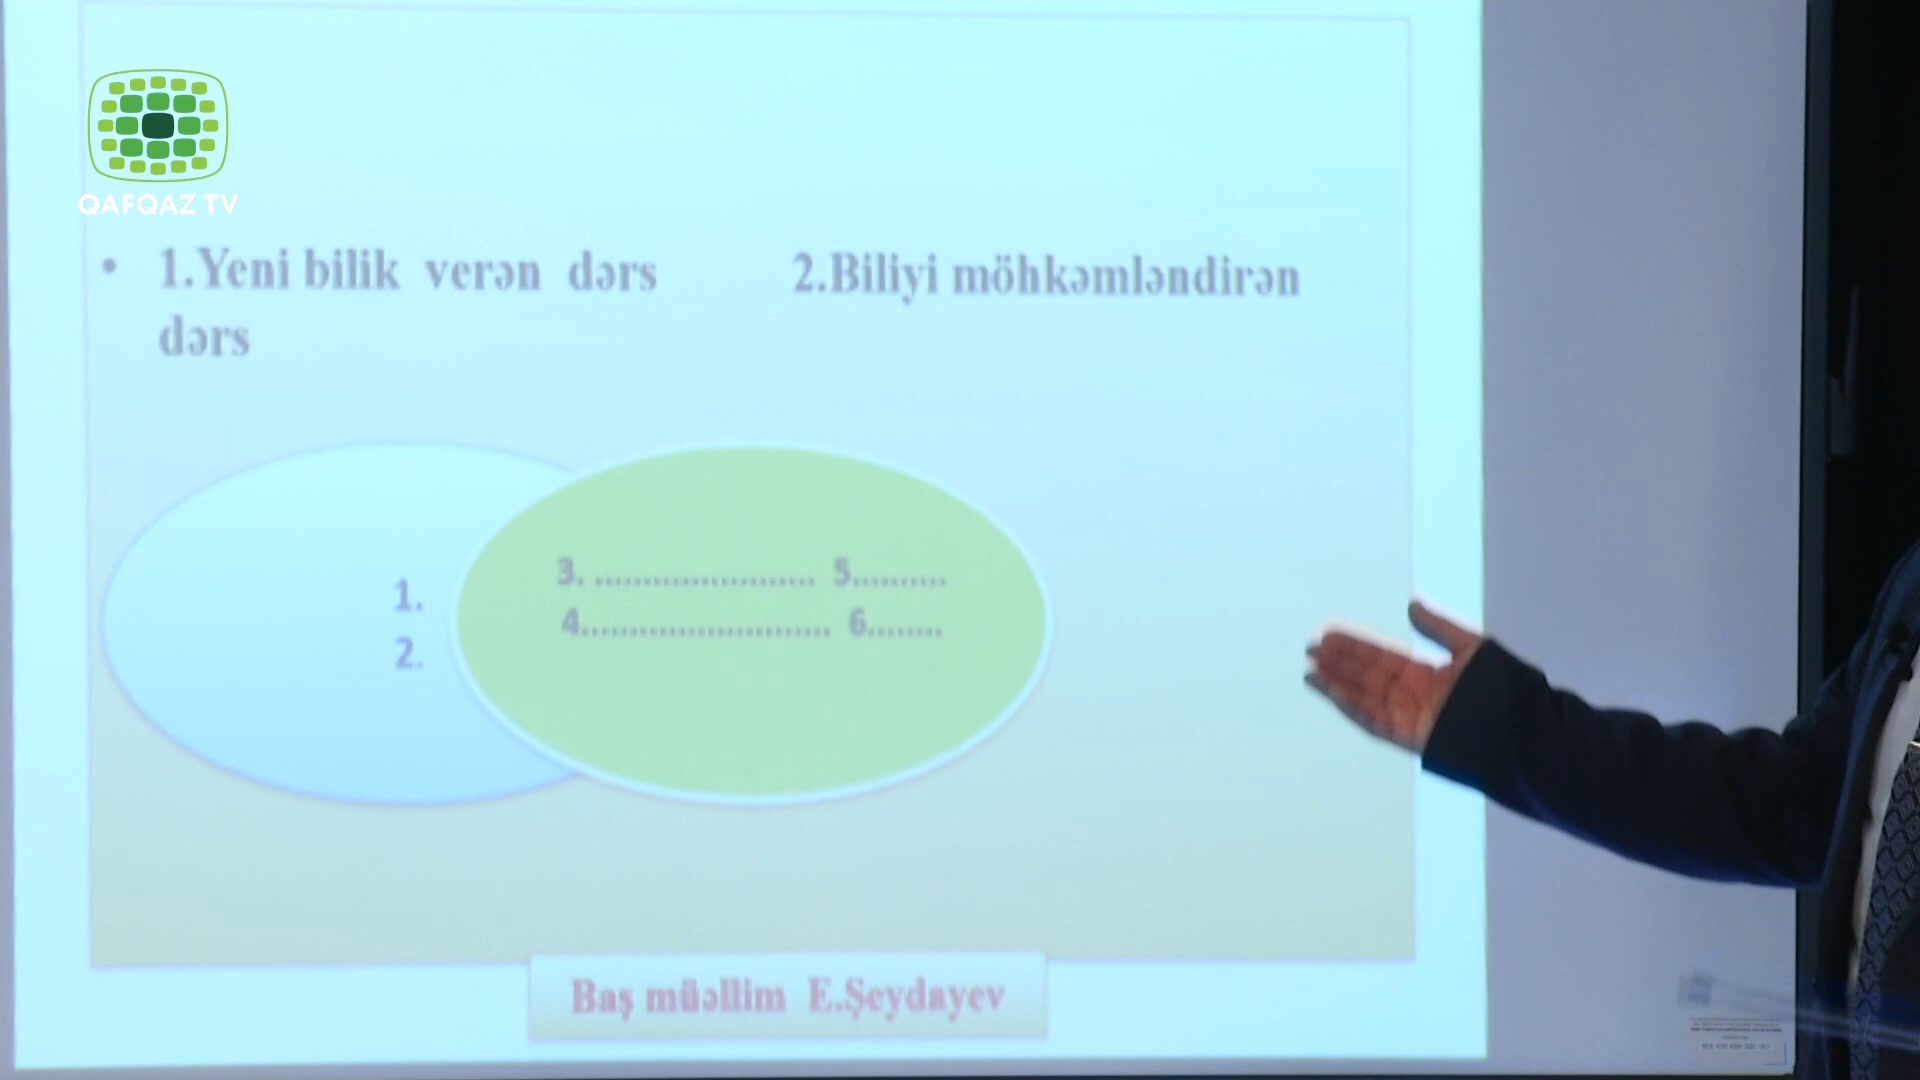 QAFQAZ TV
• 1.Yeni bilik verən dərs 2.Biliyi möhkəmləndirən
dərs
1.
2.
3. ........................ 5..........
4.......................... 6........
Baş müəllim E.Şeydayev